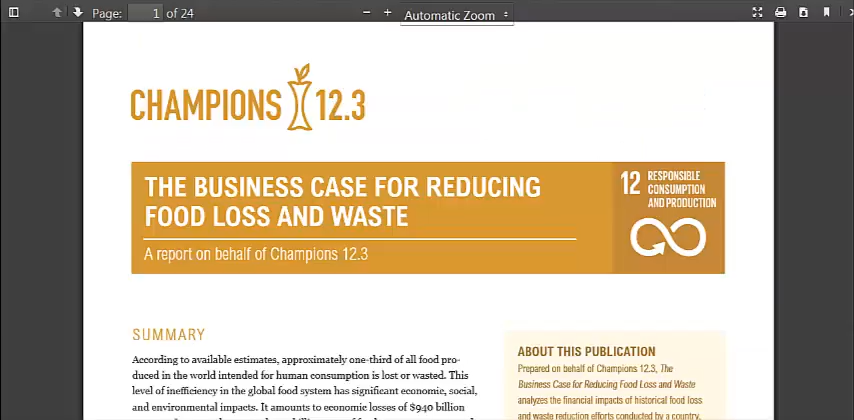 Page: 1 of 24
Automatic Zoom
CHAMPIONS 12.3
THE BUSINESS CASE FOR REDUCING
FOOD LOSS AND WASTE
A report on behalf of Champions 12.3
12 RESPONSIBLE
CONSUMPTION
AND PRODUCTION
SUMMARY
According to available estimates, approximately one-third of all food pro-
duced in the world intended for human consumption is lost or wasted. This
level of inefficiency in the global food system has significant economic, social,
and environmental impacts. It amounts to economic losses of $940 billion
ABOUT THIS PUBLICATION
Prepared on behalf of Champions 12.3, The
Business Case for Reducing Food Loss and Waste
analyzes the financial impacts of historical food loss
and waste reduction efforts conducted by a country,